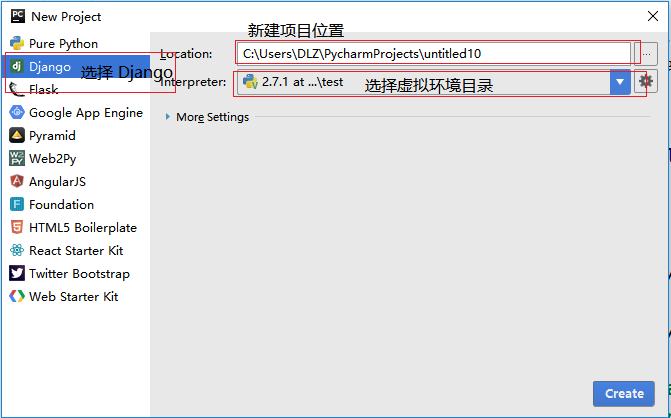 New Project
新建项目位置
Pure Python
Location: C:\Users\DLZ\PycharmProjects\untitled10 ...
Django 选择 Django
Interpreter: 2.7.1 at ...\test 选择虚拟环境目录
Flask
Google App Engine
More Settings
Pyramid
Web2Py
AngularJS
Foundation
HTML5 Boilerplate
React Starter Kit
Twitter Bootstrap
Web Starter Kit
Create